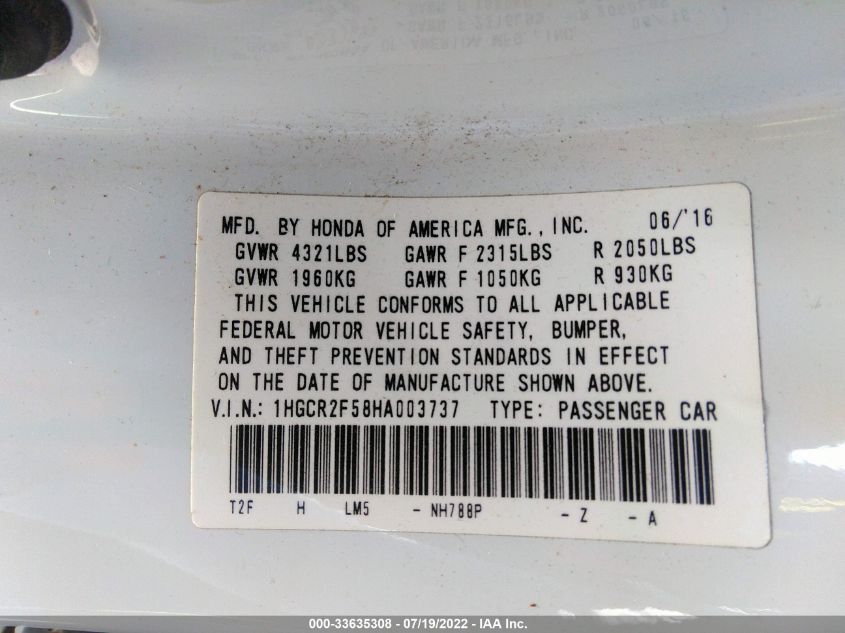 MFD. BY HONDA OF AMERICA MFG., INC. 06/'16
GVWR 4321LBS GAWR F 2315LBS R 2050LBS
GVWR 1960KG GAWR F 1050KG R 930KG
THIS VEHICLE CONFORMS TO ALL APPLICABLE
FEDERAL MOTOR VEHICLE SAFETY, BUMPER,
AND THEFT PREVENTION STANDARDS IN EFFECT
ON THE DATE OF MANUFACTURE SHOWN ABOVE.
V.I.N.: 1HGCR2F58HA003737 TYPE: PASSENGER CAR
T2F H LM5 - NH788P - Z - A
000-33635308 - 07/19/2022 - IAA Inc.